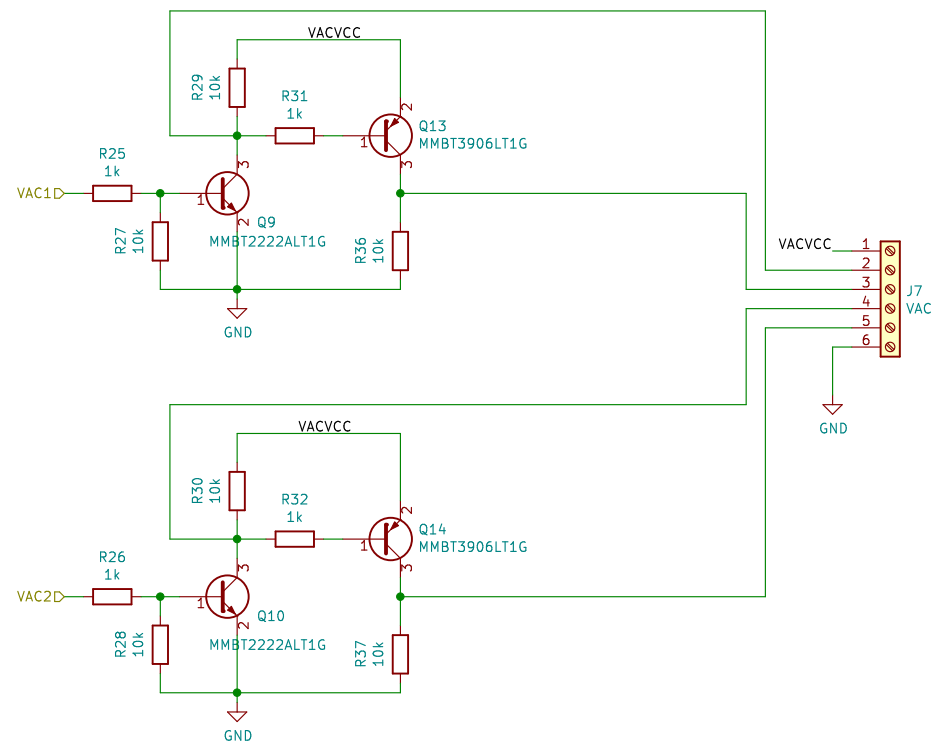 VACVCC
R29
10k
R31
1k
2
Q13
1
MMBT3906LT1G
3
R25
1k
3
VAC1
1
2
Q9
MMBT2222ALT1G
R27
10k
R36
10k
GND
VACVCC
1
2
3
4
5
6
J7
VAC
GND
VACVCC
R30
10k
R32
1k
2
Q14
1
MMBT3906LT1G
3
R26
1k
3
VAC2
1
2
Q10
MMBT2222ALT1G
R28
10k
R37
10k
GND